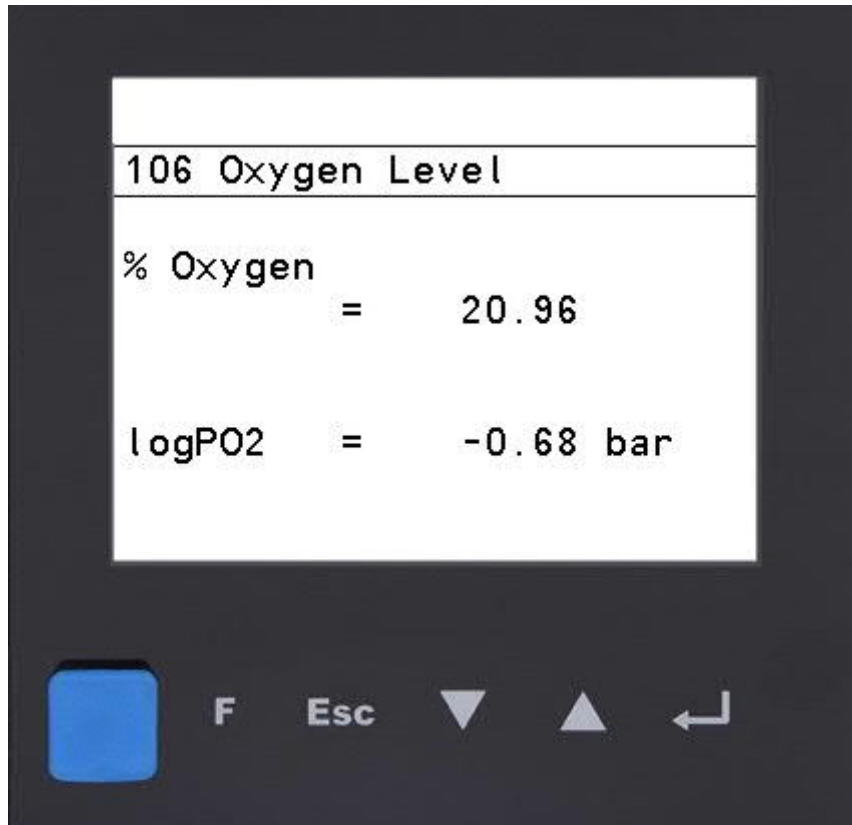 106 Oxygen Level
% Oxygen
= 20.96
logPO2 = -0.68 bar
F Esc